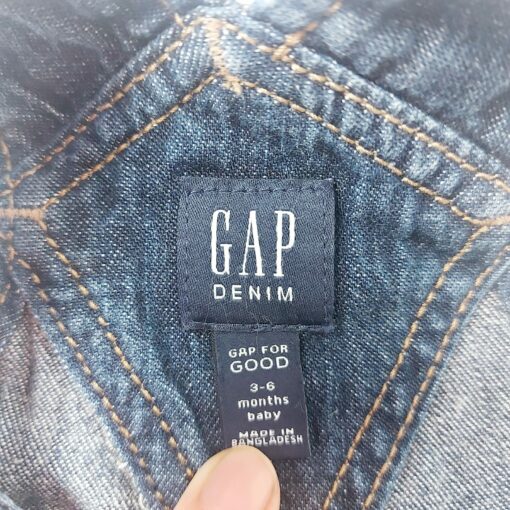 GAP
DENIM
GAP FOR
GOOD
3-6
months
baby
MADE IN
BANGLADESH